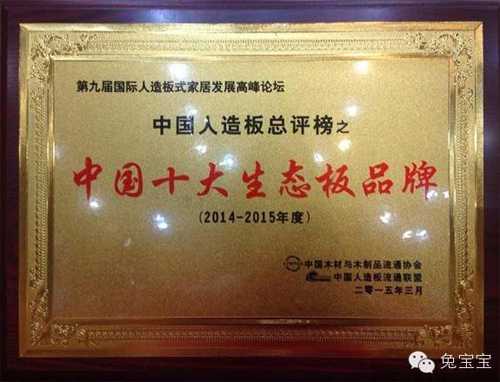 第九届国际人造板式家居发展高峰论坛
中国人造板总评榜之
中国十大生态板品牌
(2014-2015年度)
中国木材与木制品流通协会
中国人造板流通联盟
二零一五年三月
兔宝宝